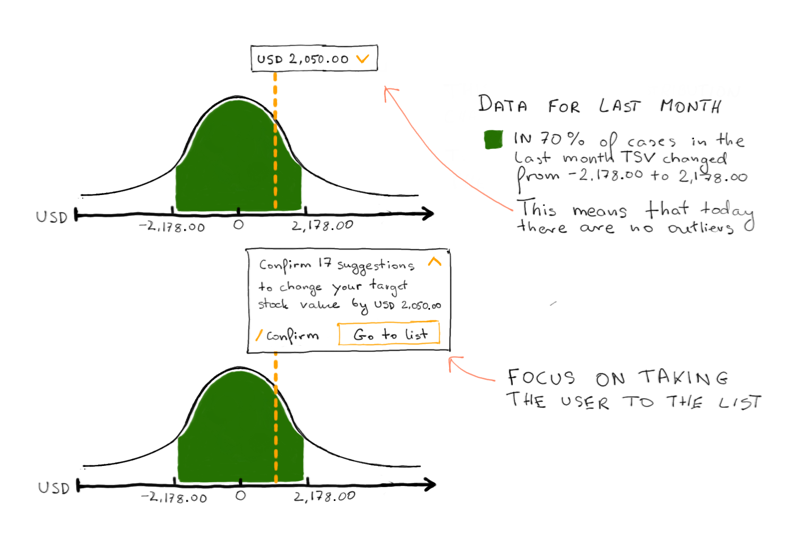 USD 2,050.00
DATA FOR LAST MONTH
IN 70% of cases in the
last month TSV changed
from -2,178.00 to 2,178.00
This means that today
there are no outliers
USD
-2,178.00 0 2,178.00
Confirm 17 suggestions
to change your target
stock value by USD 2,050.00
Confirm Go to list
FOCUS ON TAKING
THE USER TO THE LIST
USD
-2,178.00 0 2,178.00